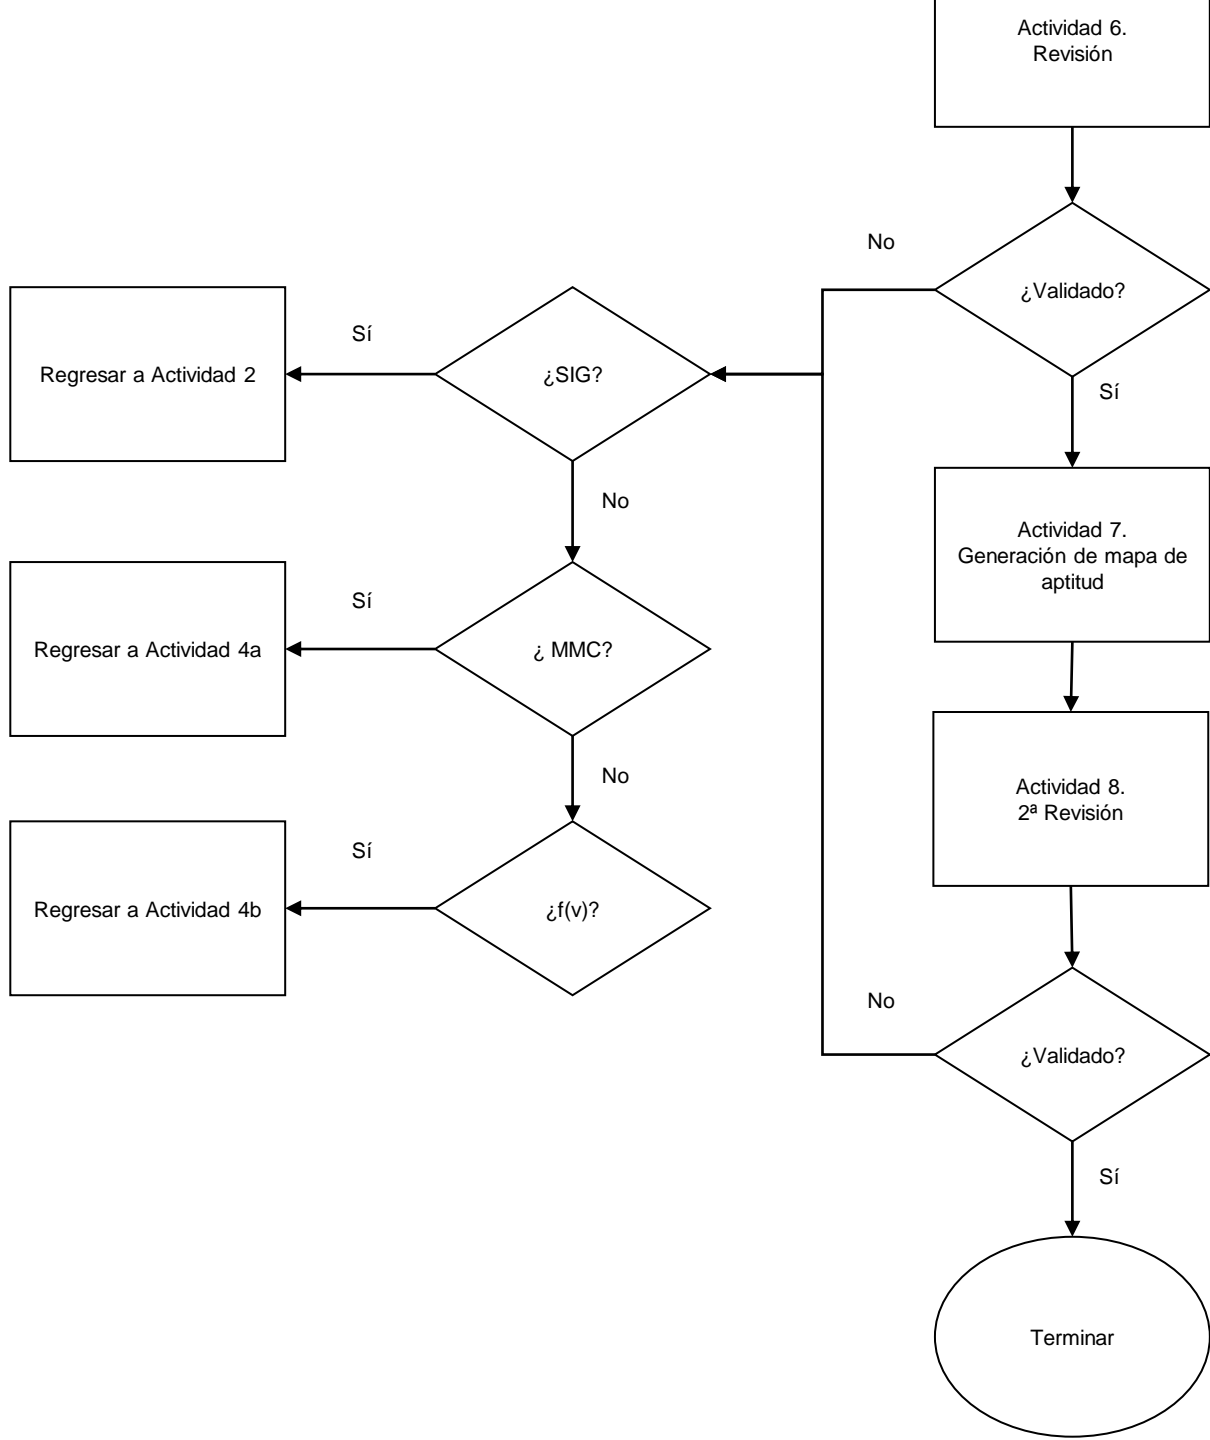 Actividad 6.
Revisión
No
¿Validado?
Sí
Sí
¿SIG?
Regresar a Actividad 2
No
Actividad 7.
Generación de mapa de
aptitud
Sí
Regresar a Actividad 4a
¿ MMC?
No
Actividad 8.
2ª Revisión
Sí
Regresar a Actividad 4b
¿f(v)?
No
¿Validado?
Sí
Terminar